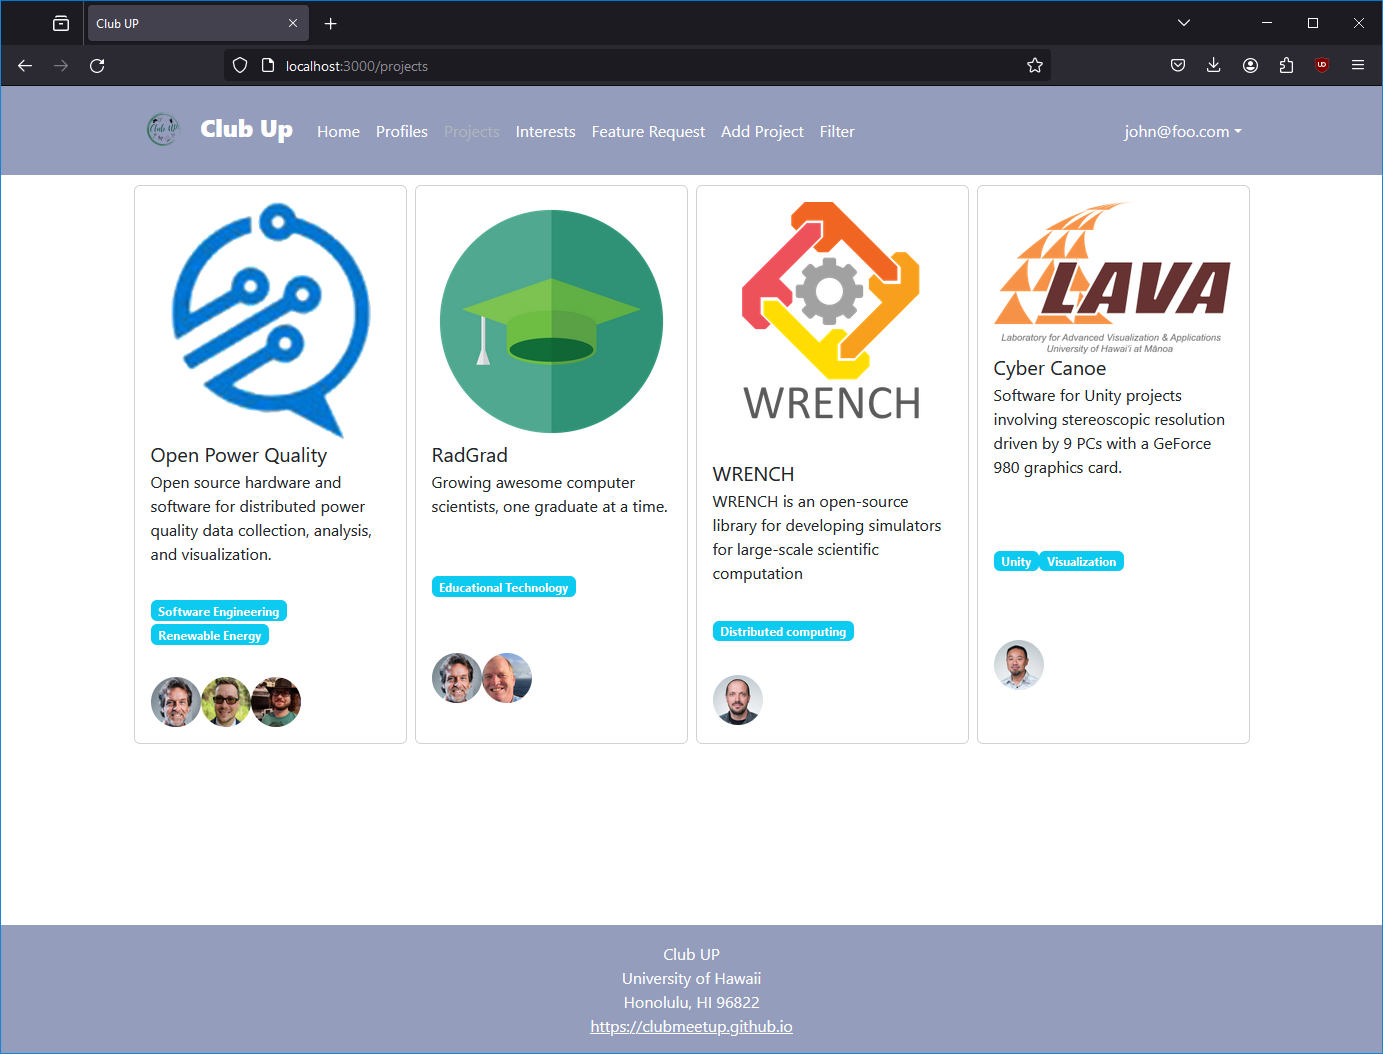 Club UP
localhost:3000/projects
Club Up
Club Up
Home
Profiles
Projects
Interests
Feature Request
Add Project
Filter
john@foo.com
Open Power Quality
Open source hardware and
software for distributed power
quality data collection, analysis,
and visualization.
Software Engineering
Renewable Energy
RadGrad
Growing awesome computer
scientists, one graduate at a time.
Educational Technology
WRENCH
WRENCH
WRENCH is an open-source
library for developing simulators
for large-scale scientific
computation
Distributed computing
LAVA
Laboratory for Advanced Visualization & Applications
University of Hawai'i at Mānoa
Cyber Canoe
Software for Unity projects
involving stereoscopic resolution
driven by 9 PCs with a GeForce
980 graphics card.
Unity
Visualization
Club UP
University of Hawaii
Honolulu, HI 96822
https://clubmeetup.github.io